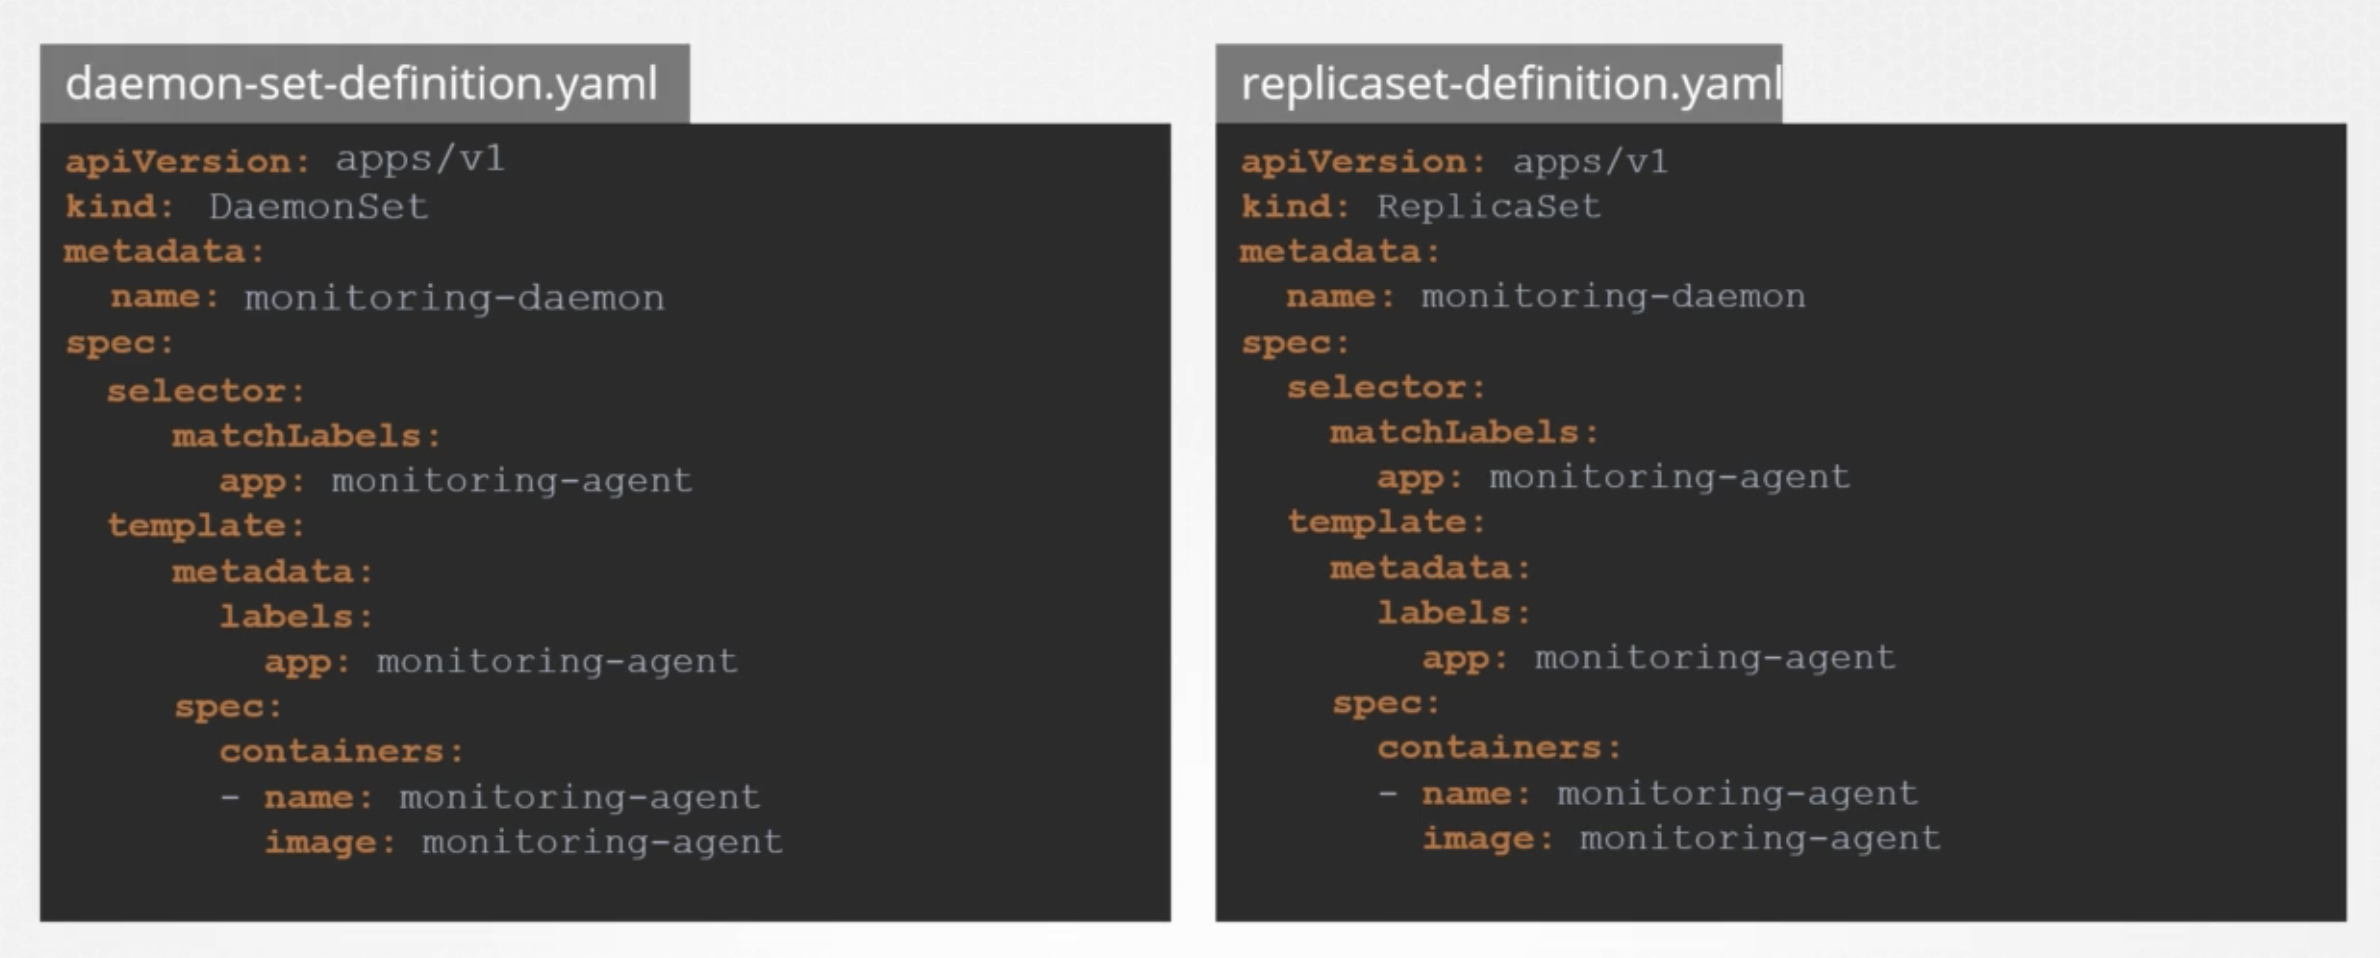 daemon-set-definition.yaml
apiVersion: apps/v1
kind: DaemonSet
metadata:
  name: monitoring-daemon
spec:
  selector:
    matchLabels:
      app: monitoring-agent
  template:
    metadata:
      labels:
        app: monitoring-agent
    spec:
      containers:
      - name: monitoring-agent
        image: monitoring-agent
replicaset-definition.yaml
apiVersion: apps/v1
kind: ReplicaSet
metadata:
  name: monitoring-daemon
spec:
  selector:
    matchLabels:
      app: monitoring-agent
  template:
    metadata:
      labels:
        app: monitoring-agent
    spec:
      containers:
      - name: monitoring-agent
        image: monitoring-agent